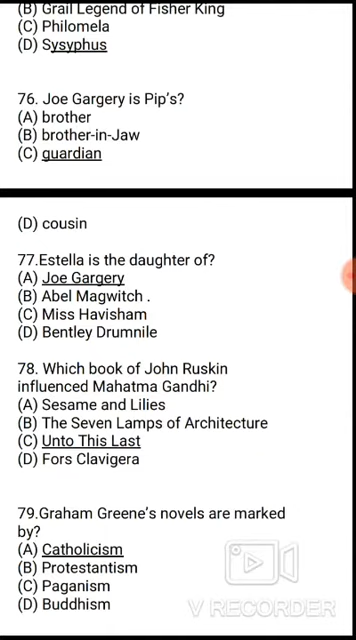 (B) Grail Legend of Fisher King
(C) Philomela
(D) Sysyphus
76. Joe Gargery is Pip's?
(A) brother
(B) brother-in-Jaw
(C) guardian
(D) cousin
77.Estella is the daughter of?
(A) Joe Gargery
(B) Abel Magwitch .
(C) Miss Havisham
(D) Bentley Drumnile
78. Which book of John Ruskin
influenced Mahatma Gandhi?
(A) Sesame and Lilies
(B) The Seven Lamps of Architecture
(C) Unto This Last
(D) Fors Clavigera
79.Graham Greene's novels are marked
by?
(A) Catholicism
(B) Protestantism
(C) Paganism
(D) Buddhism
V RECORDER